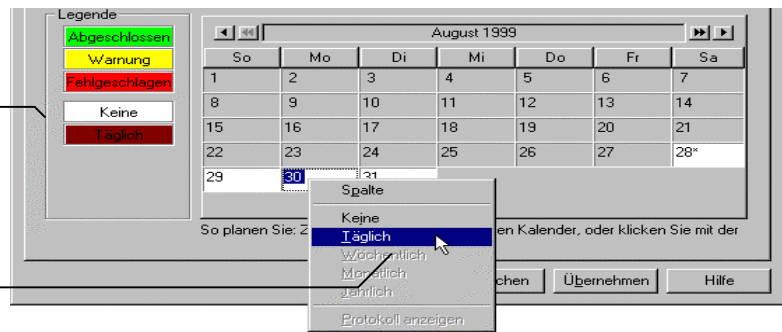 Legende
Abgeschlossen
Warnung
Fehlgeschlagen
Keine
Täglich
August 1999
So Mo Di Mi Do Fr Sa
1 2 3 4 5 6 7
8 9 10 11 12 13 14
15 16 17 18 19 20 21
22 23 24 25 26 27 28*
29 30 31
Spalte
Keine
Täglich
Wöchentlich
Monatlich
Jährlich
Protokoll anzeigen
So planen Sie: Z en Kalender, oder klicken Sie mit der
chen Übernehmen Hilfe